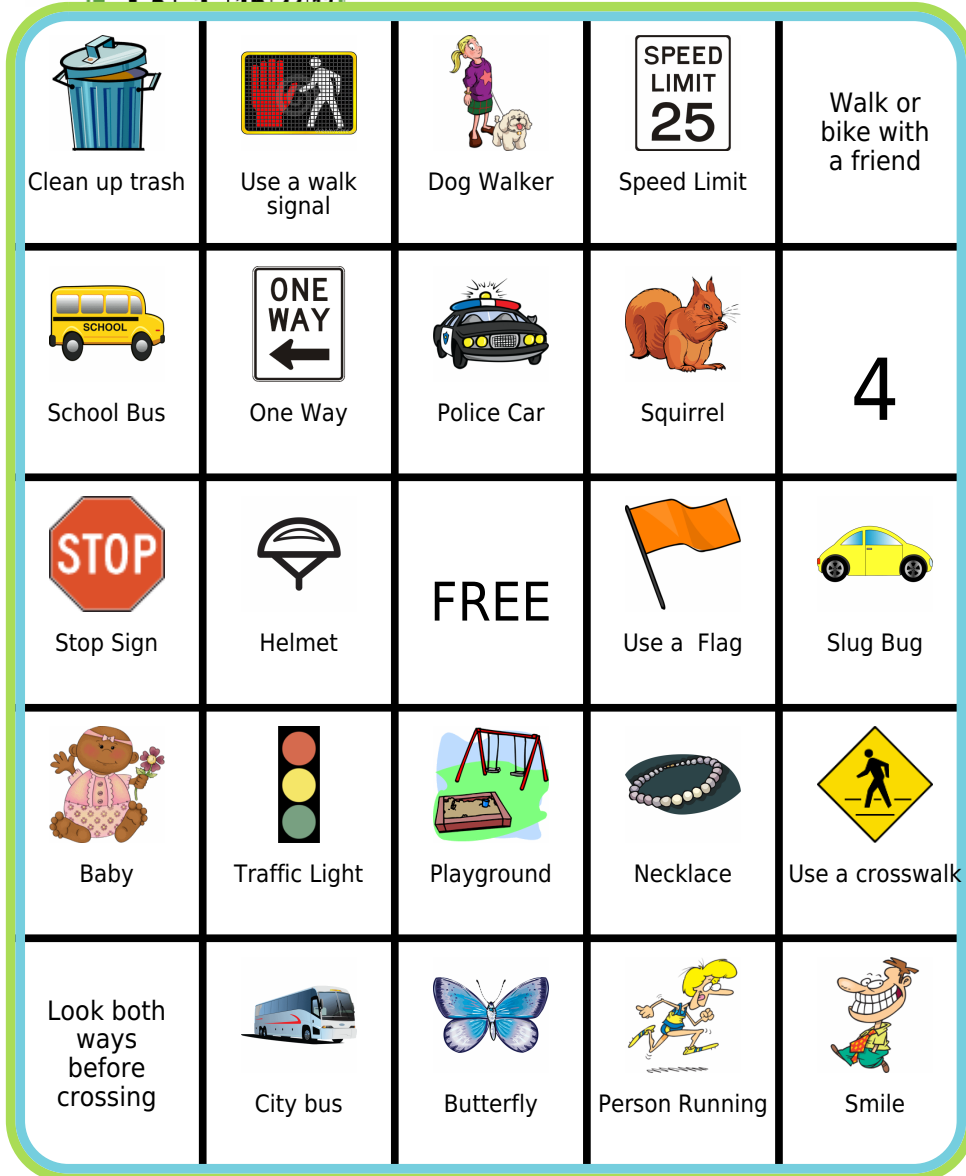 SPEED
LIMIT
25
Walk or
bike with
a friend
Clean up trash
Use a walk
signal
Dog Walker
Speed Limit
SCHOOL
ONE
WAY
4
School Bus
One Way
Police Car
Squirrel
STOP
FREE
Stop Sign
Helmet
Use a  Flag
Slug Bug
Baby
Traffic Light
Playground
Necklace
Use a crosswalk
Look both
ways
before
crossing
City bus
Butterfly
Person Running
Smile